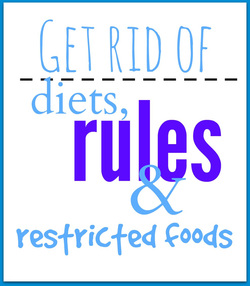 GET RID OF
diets,
rules
&
restricted foods